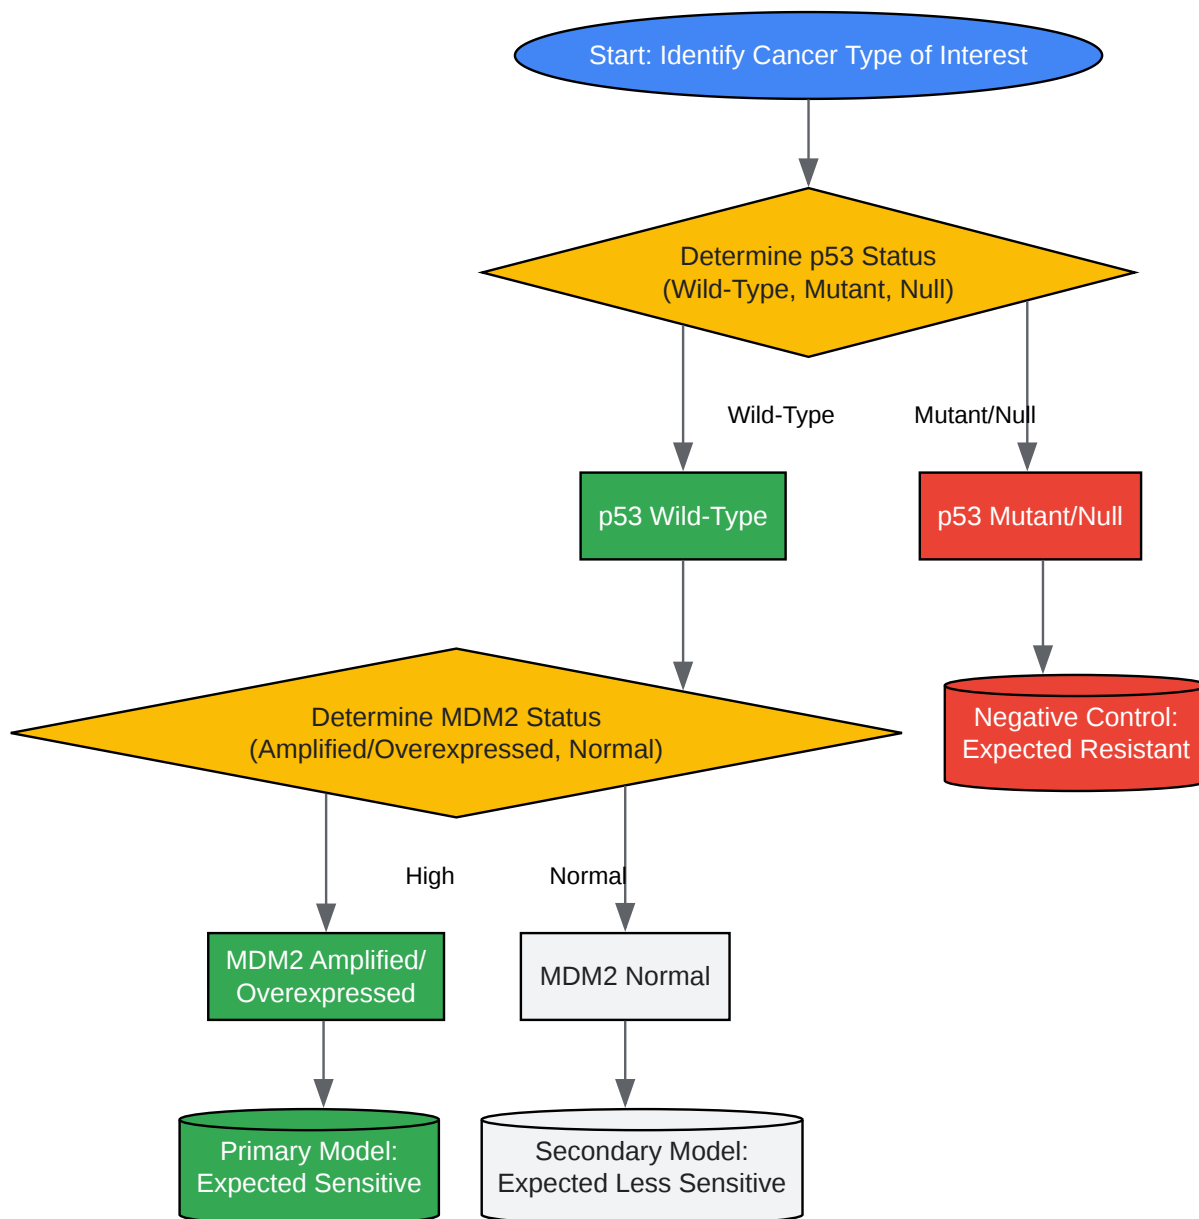 Start: Identify Cancer Type of Interest
Determine p53 Status
(Wild-Type, Mutant, Null)
Wild-Type
Mutant/Null
p53 Wild-Type
p53 Mutant/Null
Determine MDM2 Status
(Amplified/Overexpressed, Normal)
Negative Control:
Expected Resistant
High
Normal
MDM2 Amplified/
Overexpressed
MDM2 Normal
Primary Model:
Expected Sensitive
Secondary Model:
Expected Less Sensitive